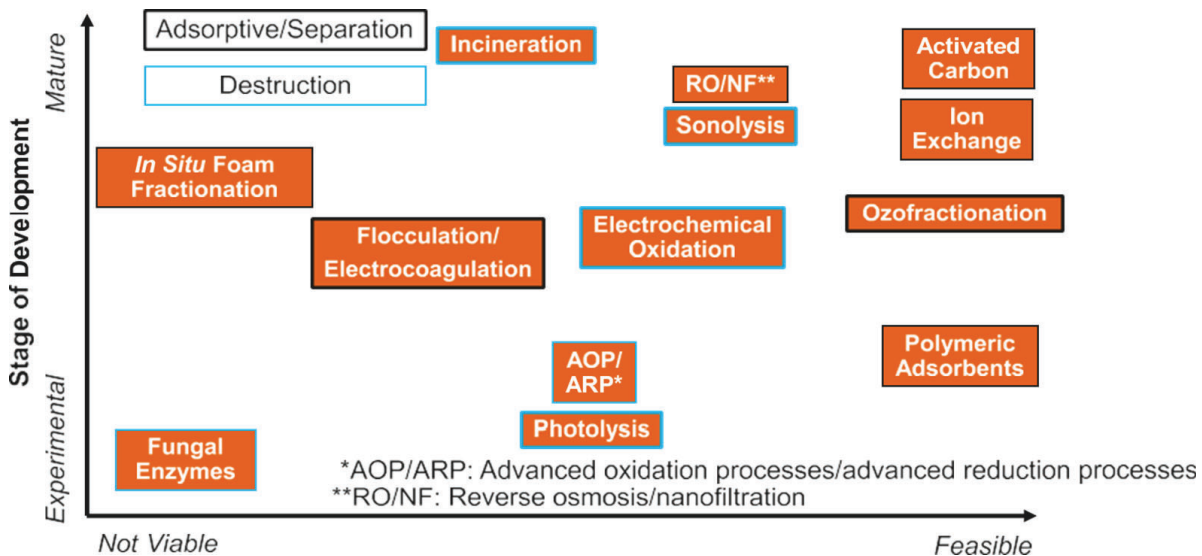 Adsorptive/Separation
Destruction
Incineration
Activated
Carbon
RO/NF**
Sonolysis
Ion
Exchange
In Situ Foam
Fractionation
Flocculation/
Electrocoagulation
Electrochemical
Oxidation
Ozofractionation
AOP/
ARP*
Polymeric
Adsorbents
Photolysis
Fungal
Enzymes
*AOP/ARP: Advanced oxidation processes/advanced reduction processes
**RO/NF: Reverse osmosis/nanofiltration
Mature
Stage of Development
Experimental
Not Viable
Feasible